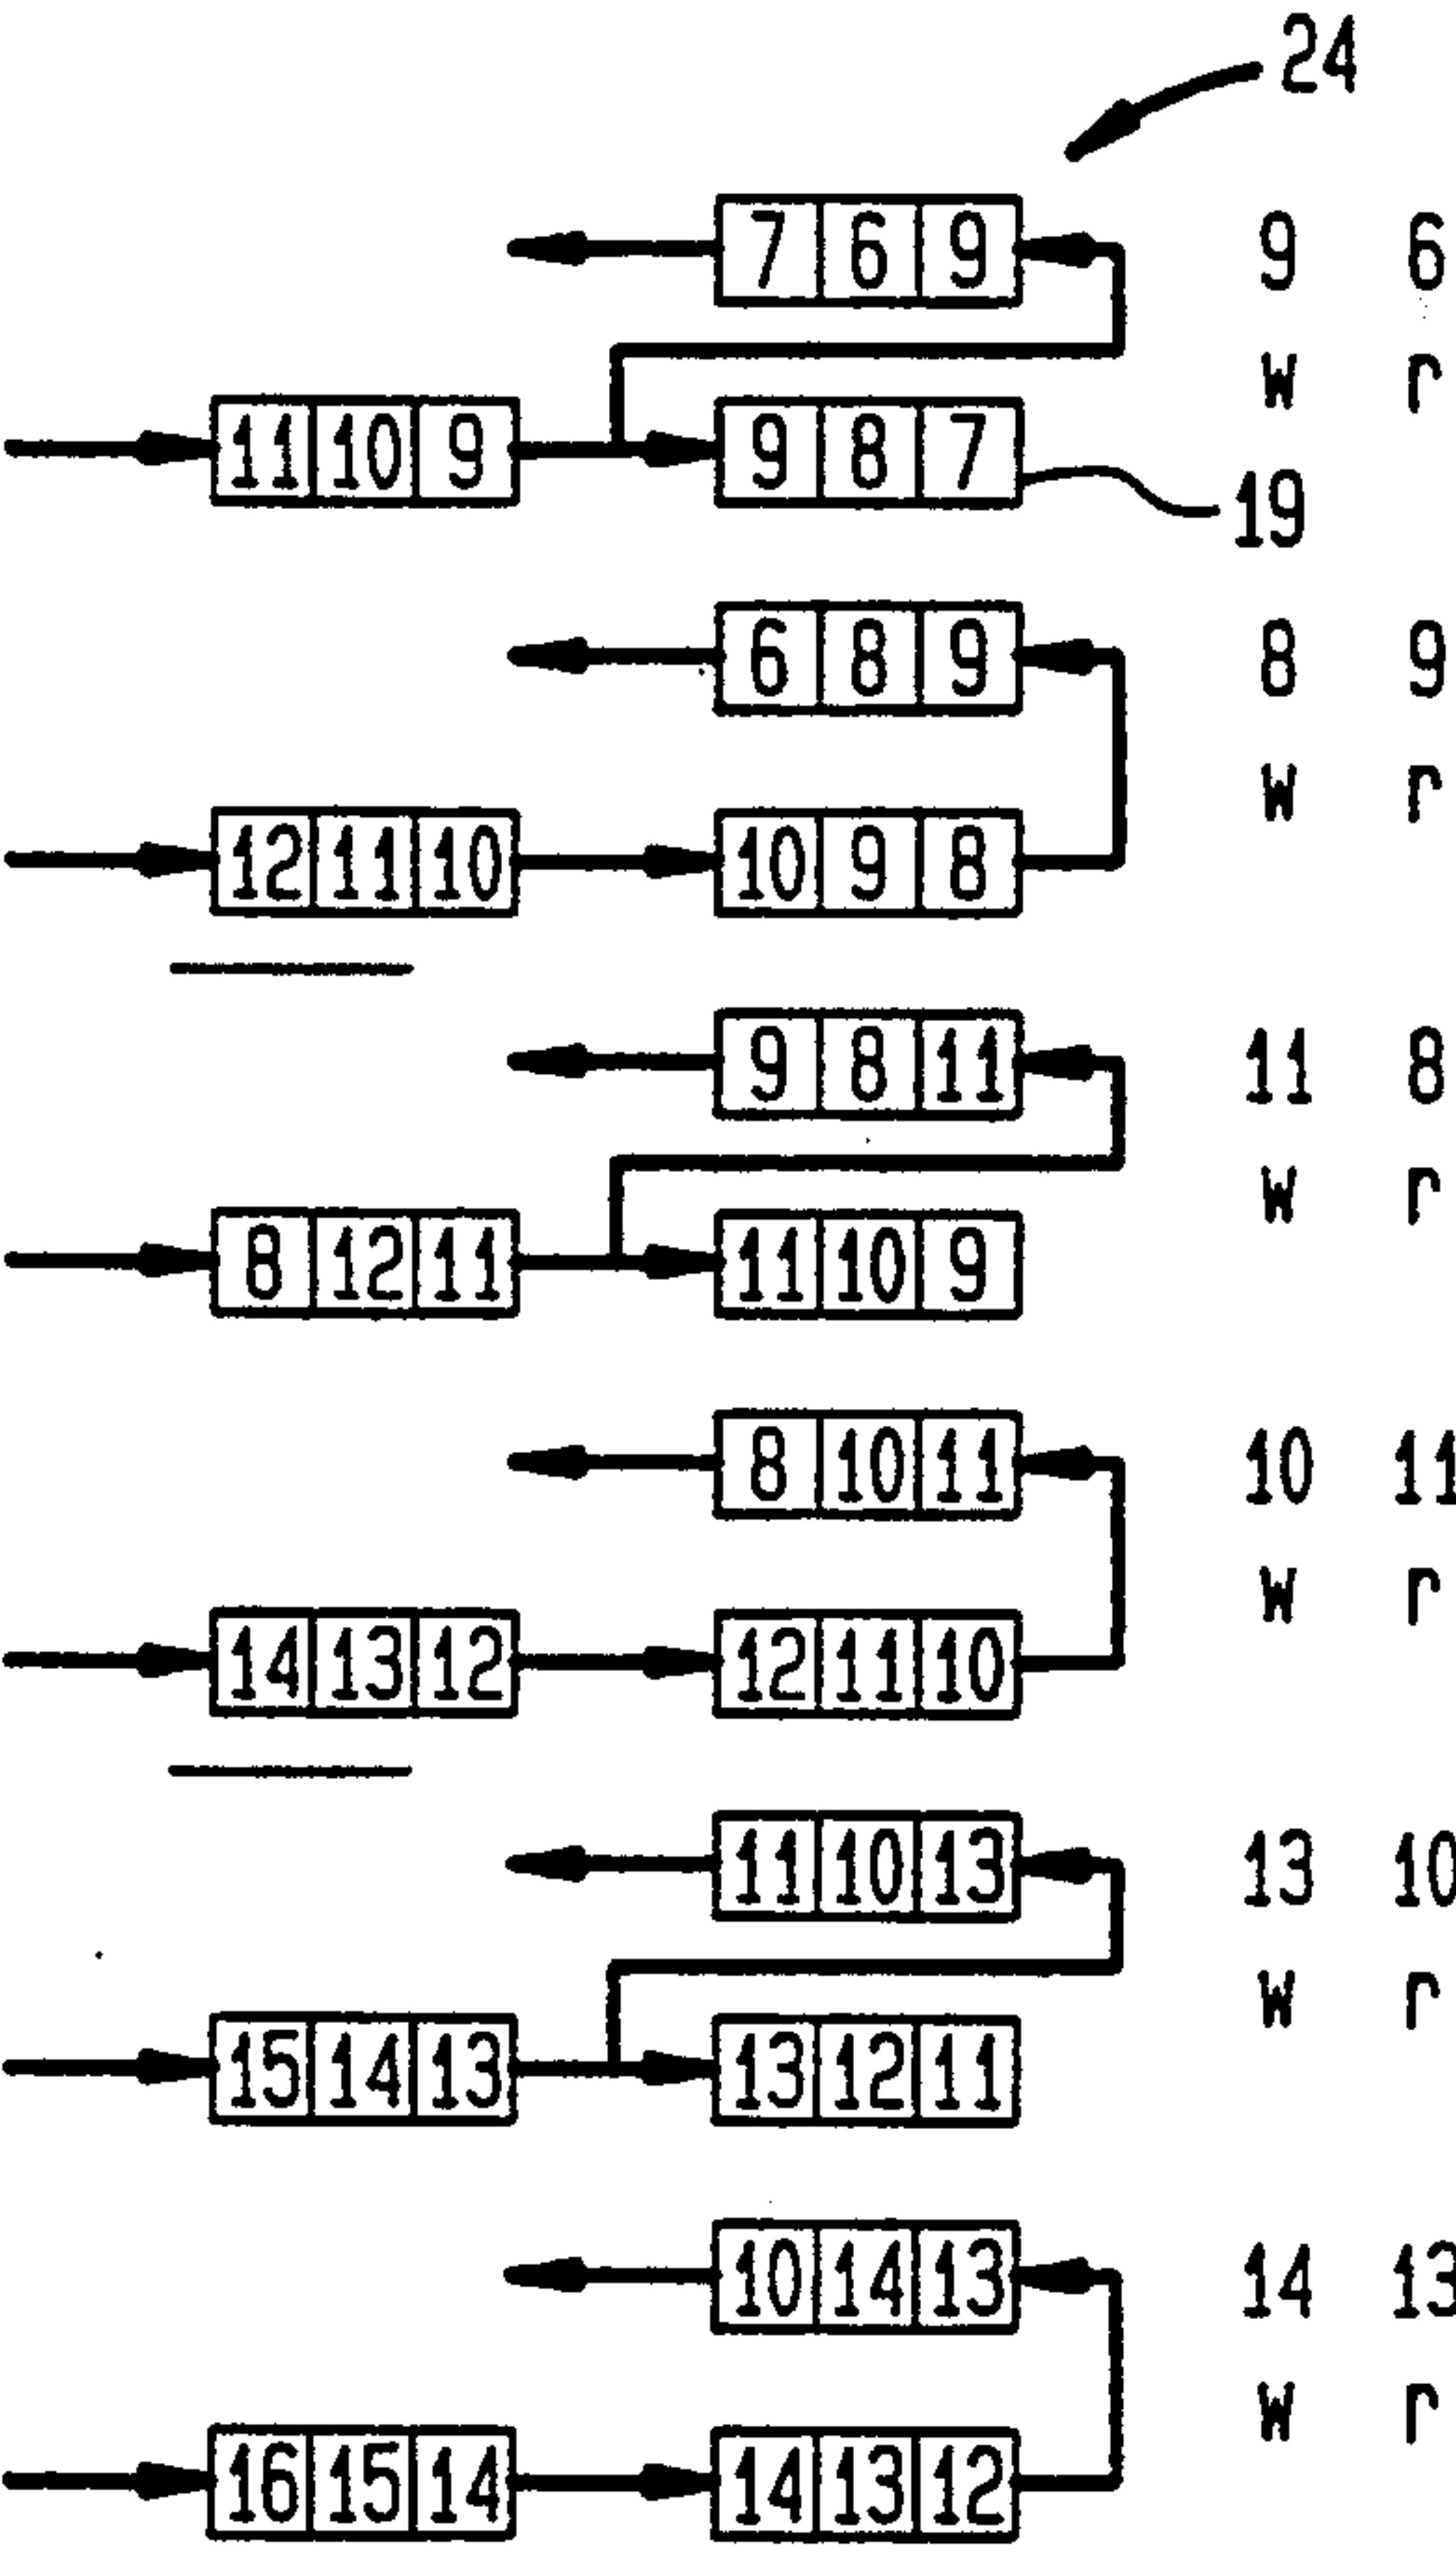 24
7 6 9 9 6
w r
11 10 9 9 8 7
19
6 8 9 8 9
w r
12 11 10 10 9 8
9 8 11 11 8
w r
8 12 11 11 10 9
8 10 11 10 11
w r
14 13 12 12 11 10
11 10 13 13 10
w r
15 14 13 13 12 11
10 14 13 14 13
w r
16 15 14 14 13 12